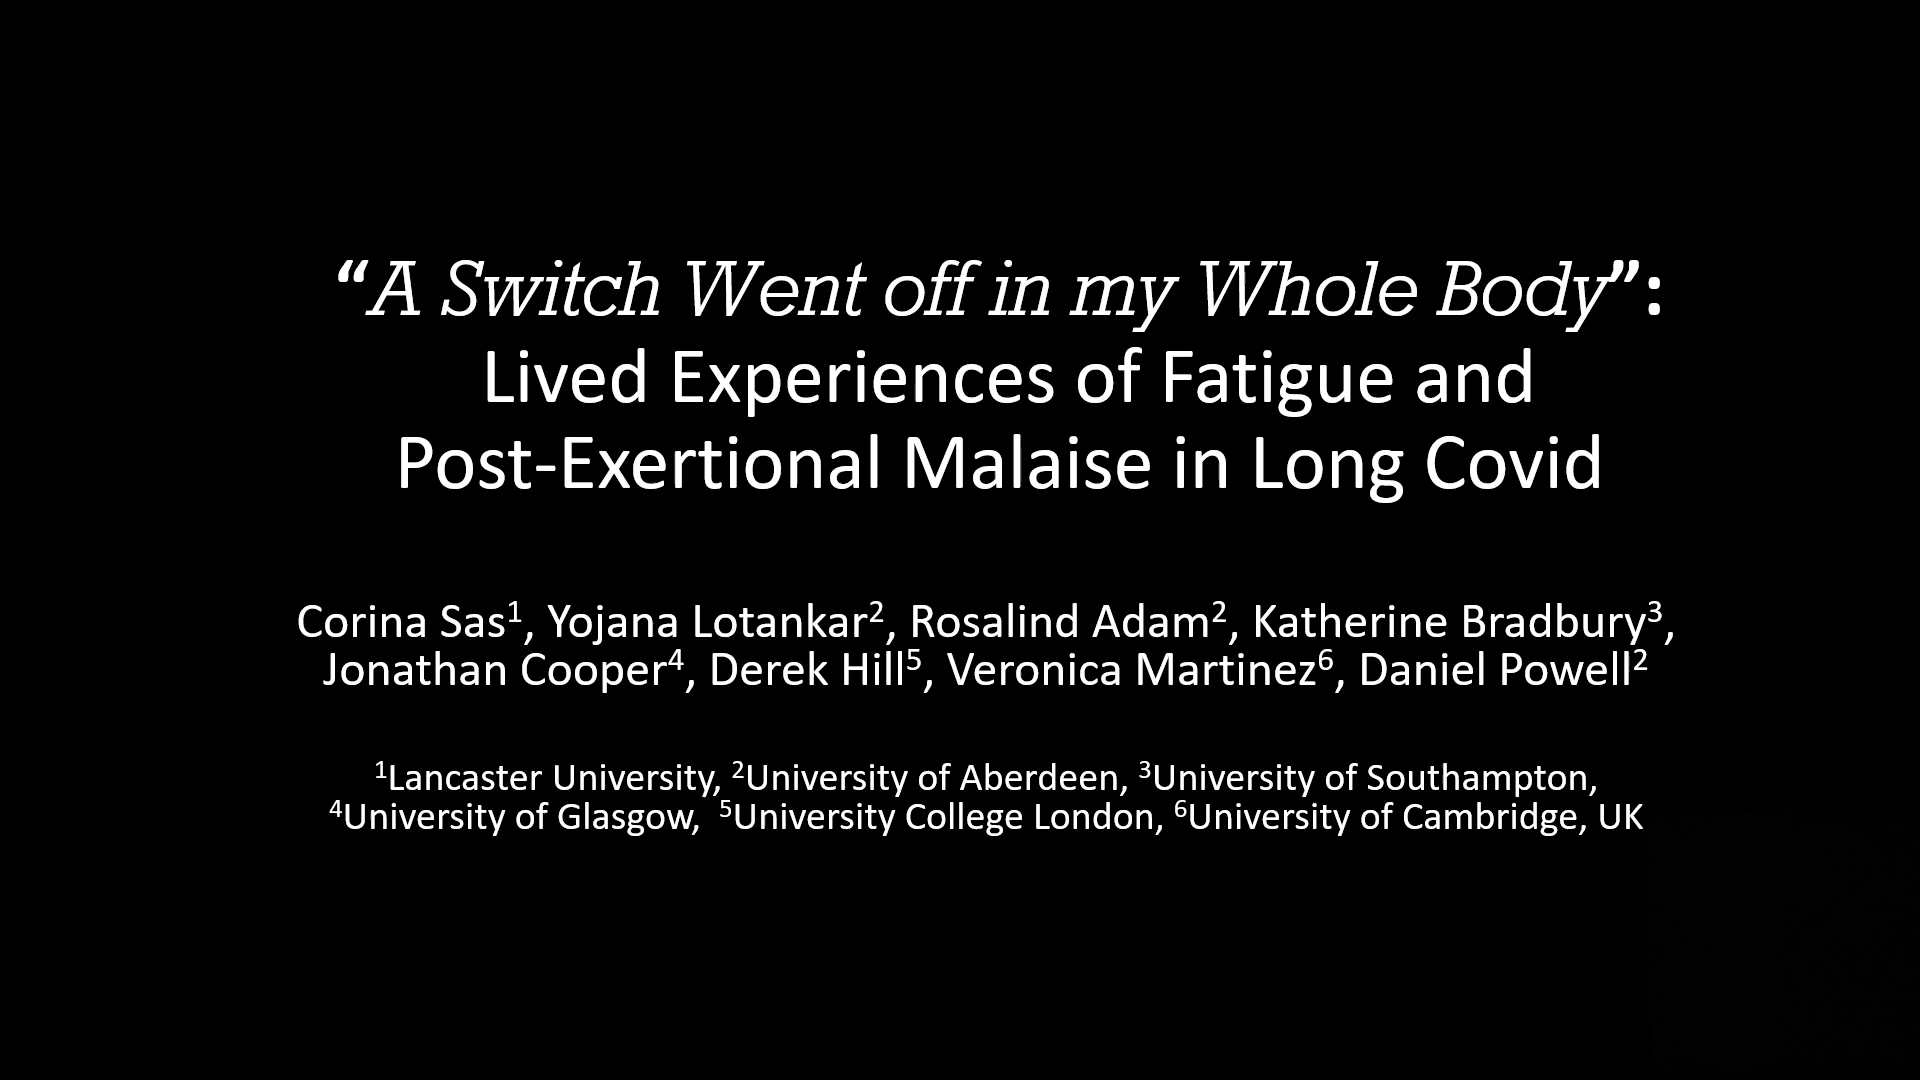 “A Switch Went off in my Whole Body”:
Lived Experiences of Fatigue and
Post-Exertional Malaise in Long Covid
Corina Sas¹, Yojana Lotankar², Rosalind Adam², Katherine Bradbury³,
Jonathan Cooper⁴, Derek Hill⁵, Veronica Martinez⁶, Daniel Powell²
¹Lancaster University, ²University of Aberdeen, ³University of Southampton,
⁴University of Glasgow, ⁵University College London, ⁶University of Cambridge, UK